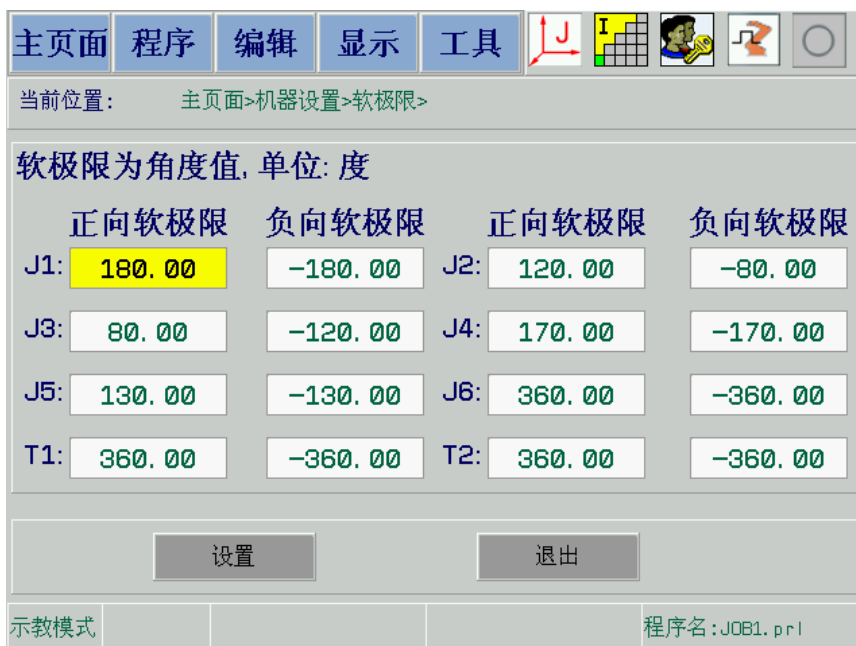 主页面 程序 编辑 显示 工具 J I
当前位置: 主页面>机器设置>软极限>
软极限为角度值, 单位: 度
正向软极限 负向软极限 正向软极限 负向软极限
J1: 180.00 -180.00 J2: 120.00 -80.00
J3: 80.00 -120.00 J4: 170.00 -170.00
J5: 130.00 -130.00 J6: 360.00 -360.00
T1: 360.00 -360.00 T2: 360.00 -360.00
设置 退出
示教模式 程序名:JOB1.prl